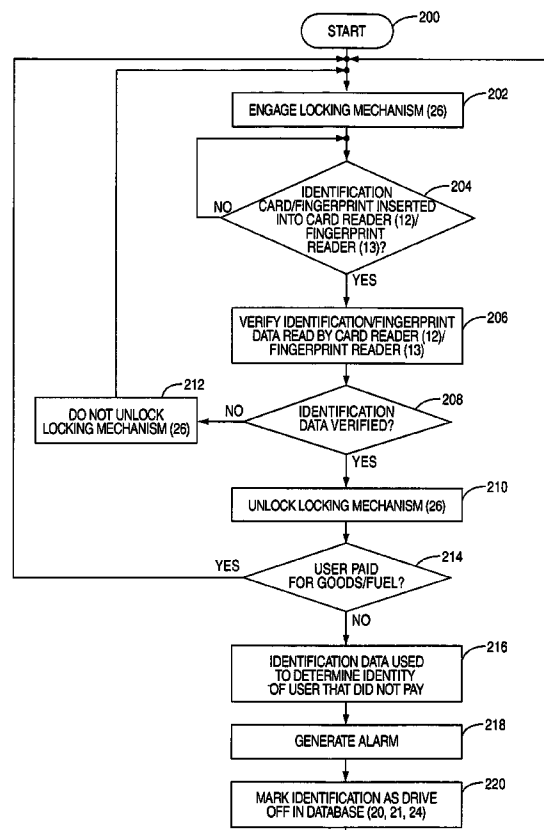 START
200
ENGAGE LOCKING MECHANISM (26)
202
IDENTIFICATION
CARD/FINGERPRINT INSERTED
INTO CARD READER (12)/
FINGERPRINT
READER (13)?
204
NO
YES
VERIFY IDENTIFICATION/FINGERPRINT
DATA READ BY CARD READER (12)/
FINGERPRINT READER (13)
206
IDENTIFICATION
DATA VERIFIED?
208
NO
212
DO NOT UNLOCK
LOCKING MECHANISM (26)
YES
UNLOCK LOCKING MECHANISM (26)
210
USER PAID
FOR GOODS/FUEL?
214
YES
NO
IDENTIFICATION DATA USED
TO DETERMINE IDENTITY
OF USER THAT DID NOT PAY
216
GENERATE ALARM
218
MARK IDENTIFICATION AS DRIVE
OFF IN DATABASE (20, 21, 24)
220